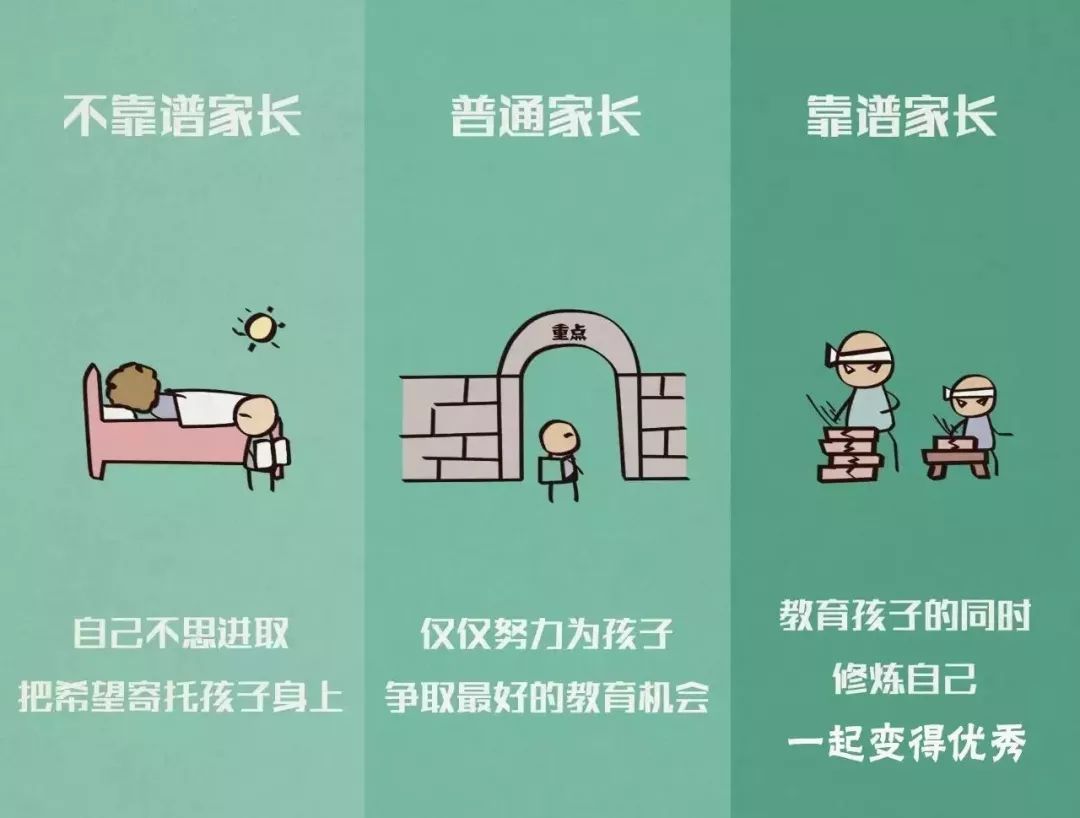 不靠谱家长
自己不思进取
把希望寄托孩子身上
普通家长
重点
仅仅努力为孩子
争取最好的教育机会
靠谱家长
教育孩子的同时
修炼自己
一起变得优秀